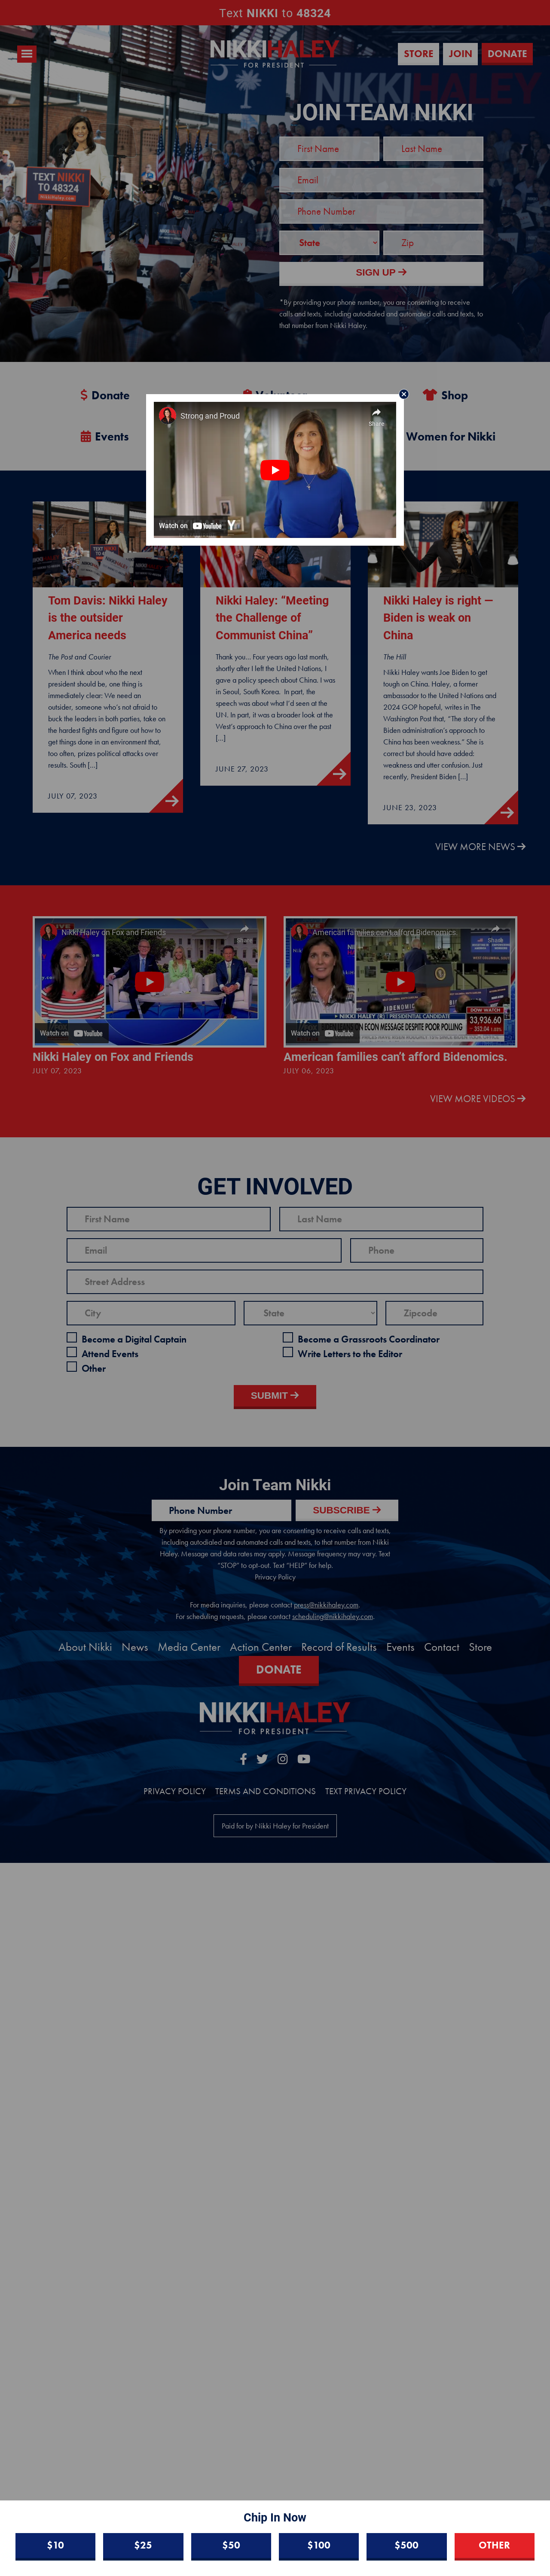 Text NIKKI to 48324
NIKKIHALEY
FOR PRESIDENT
STORE
JOIN
DONATE
NIKKIHALEY
JOIN TEAM NIKKI
TEXT NIKKI
TO 48324
First Name
Last Name
Email
Phone Number
State
Zip
SIGN UP
*By providing your phone number, you are consenting to receive
calls and texts, including autodialed and automated calls and texts, to
that number from Nikki Haley.
Donate
Shop
Events
Women for Nikki
Strong and Proud
Share
Watch on
YouTube
Tom Davis: Nikki Haley
is the outsider
America needs
The Post and Courier
When I think about who the next
president should be, one thing is
immediately clear: We need an
outsider, someone who's not afraid to
buck the leaders in both parties, take on
the hardest fights and figure out how to
get things done in an environment that,
too often, prizes political attacks over
results. South [...]
JULY 07, 2023
Nikki Haley: "Meeting
the Challenge of
Communist China"
Thank you... Four years ago last month,
shortly after I left the United Nations, I
gave a policy speech about China. I was
in Seoul, South Korea.  In part, the
speech was about what I'd seen at the
UN. In part, it was a broader look at the
West's approach to China over the past
[...]
JUNE 27, 2023
Nikki Haley is right —
Biden is weak on
China
The Hill
Nikki Haley wants Joe Biden to get
tough on China. Haley, a former
ambassador to the United Nations and
2024 GOP hopeful, writes in The
Washington Post that, "The story of the
Biden administration's approach to
China has been weakness." She is
correct but should have added:
weakness and utter confusion. Just
recently, President Biden [...]
JUNE 23, 2023
VIEW MORE NEWS
Nikki Haley on Fox and Friends
Share
Watch on
YouTube
American families can't afford Bidenomics.
Share
NIKKI HALEY (R) | PRESIDENTIAL CANDIDATE
ECON MESSAGE DESPITE POOR POLLING
DOW WATCH
33,936.60
Watch on
YouTube
Nikki Haley on Fox and Friends
JULY 07, 2023
American families can't afford Bidenomics.
JULY 06, 2023
VIEW MORE VIDEOS
GET INVOLVED
First Name
Last Name
Email
Phone
Street Address
City
State
Zipcode
Become a Digital Captain
Become a Grassroots Coordinator
Attend Events
Write Letters to the Editor
Other
SUBMIT
Join Team Nikki
Phone Number
SUBSCRIBE
By providing your phone number, you are consenting to receive calls and texts,
including autodialed and automated calls and texts, to that number from Nikki
Haley. Message and data rates may apply. Message frequency may vary. Text
"STOP" to opt-out. Text "HELP" for help.
Privacy Policy
For media inquiries, please contact press@nikkihaley.com.
For scheduling requests, please contact scheduling@nikkihaley.com.
About Nikki
News
Media Center
Action Center
Record of Results
Events
Contact
Store
DONATE
NIKKIHALEY
FOR PRESIDENT
PRIVACY POLICY
TERMS AND CONDITIONS
TEXT PRIVACY POLICY
Paid for by Nikki Haley for President
Chip In Now
$10
$25
$50
$100
$500
OTHER